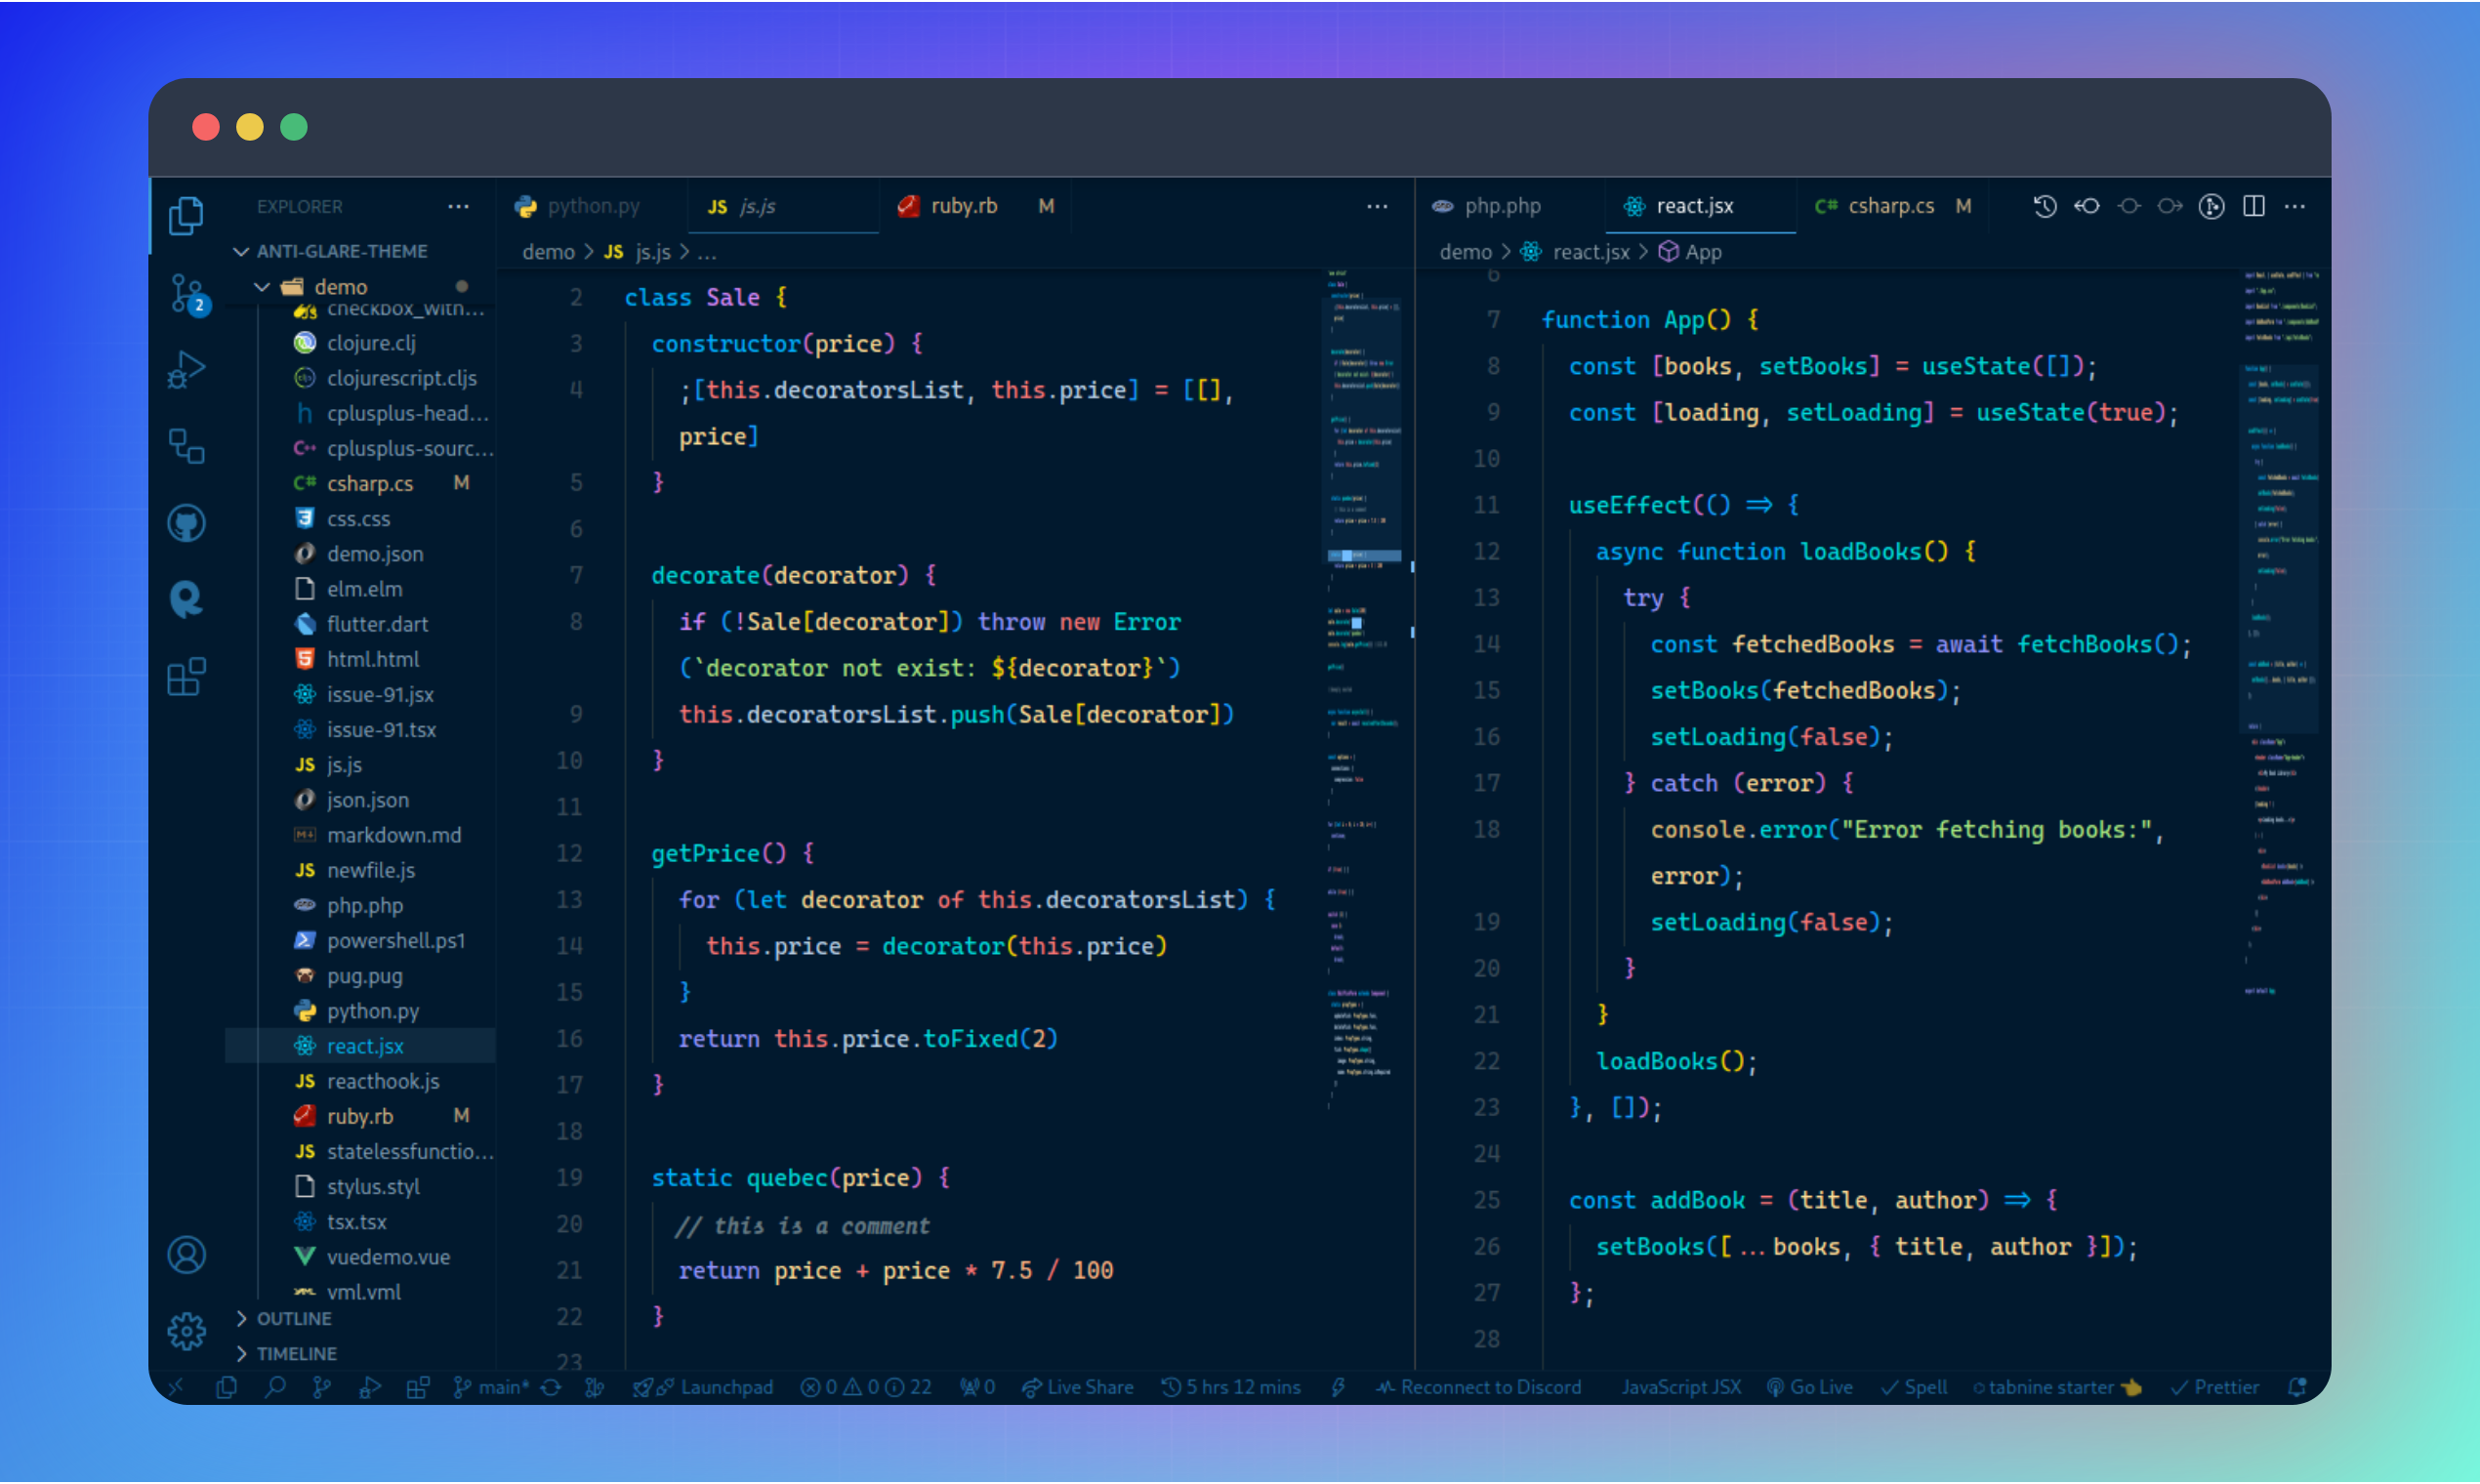 EXPLORER
ANTI-GLARE-THEME
demo
checkbox_with...
clojure.clj
clojurescript.cljs
cplusplus-head...
cplusplus-sourc...
csharp.cs M
css.css
demo.json
elm.elm
flutter.dart
html.html
issue-91.jsx
issue-91.tsx
JS js.js
json.json
markdown.md
JS newfile.js
php.php
powershell.ps1
pug.pug
python.py
react.jsx
JS reacthook.js
ruby.rb M
JS statelessfunctio...
stylus.styl
tsx.tsx
vuedemo.vue
yml.yml
OUTLINE
TIMELINE
2
python.py JS js.js ruby.rb M
demo > JS js.js > ...
2 class Sale {
3 constructor(price) {
4 ;[this.decoratorsList, this.price] = [[],
price]
5 }
6
7 decorate(decorator) {
8 if (!Sale[decorator]) throw new Error
(`decorator not exist: ${decorator}`)
9 this.decoratorsList.push(Sale[decorator])
10 }
11
12 getPrice() {
13 for (let decorator of this.decoratorsList) {
14 this.price = decorator(this.price)
15 }
16 return this.price.toFixed(2)
17 }
18
19 static quebec(price) {
20 // this is a comment
21 return price + price * 7.5 / 100
22 }
23
php.php react.jsx C# csharp.cs M
demo > react.jsx > App
6
7 function App() {
8 const [books, setBooks] = useState([]);
9 const [loading, setLoading] = useState(true);
10
11 useEffect(() => {
12 async function loadBooks() {
13 try {
14 const fetchedBooks = await fetchBooks();
15 setBooks(fetchedBooks);
16 setLoading(false);
17 } catch (error) {
18 console.error("Error fetching books:",
error);
19 setLoading(false);
20 }
21 }
22 loadBooks();
23 }, []);
24
25 const addBook = (title, author) => {
26 setBooks([...books, { title, author }]);
27 };
28
main* Launchpad 0 0 22 0 Live Share 5 hrs 12 mins Reconnect to Discord JavaScript JSX Go Live Spell tabnine starter Prettier